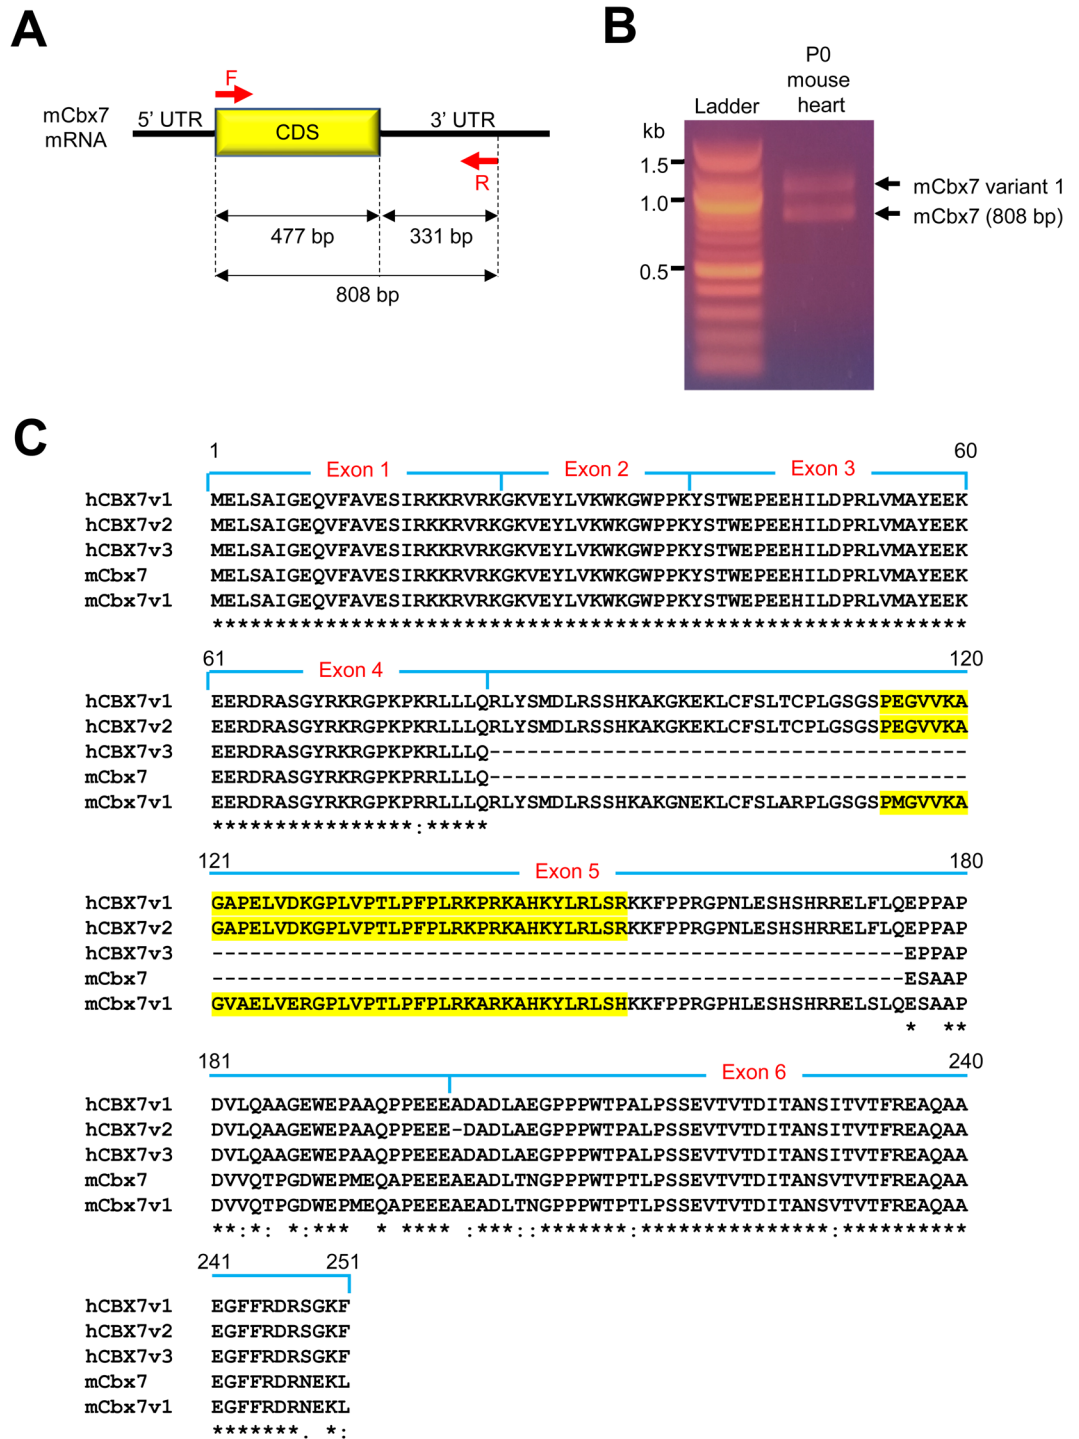 A
F
mCbx7
mRNA
5' UTR
CDS
3' UTR
R
477 bp
331 bp
808 bp
B
P0
mouse
heart
Ladder
kb
1.5
1.0
0.5
mCbx7 variant 1
mCbx7 (808 bp)
C
1 60
Exon 1 Exon 2 Exon 3
hCBX7v1 MELSAIGEQVFAVESIRKKRVRKGKVEYLVKWKGWPPKYSTWEPEEHILDPRLVMAYEEK
hCBX7v2 MELSAIGEQVFAVESIRKKRVRKGKVEYLVKWKGWPPKYSTWEPEEHILDPRLVMAYEEK
hCBX7v3 MELSAIGEQVFAVESIRKKRVRKGKVEYLVKWKGWPPKYSTWEPEEHILDPRLVMAYEEK
mCbx7 MELSAIGEQVFAVESIRKKRVRKGKVEYLVKWKGWPPKYSTWEPEEHILDPRLVMAYEEK
mCbx7v1 MELSAIGEQVFAVESIRKKRVRKGKVEYLVKWKGWPPKYSTWEPEEHILDPRLVMAYEEK
************************************************************
61 120
Exon 4
hCBX7v1 EERDRASGYRKRGPKPKRLLLQRLYSMDLRSSHKAKGKEKLCFSLTCPLGSGSPEGVVKA
hCBX7v2 EERDRASGYRKRGPKPKRLLLQRLYSMDLRSSHKAKGKEKLCFSLTCPLGSGSPEGVVKA
hCBX7v3 EERDRASGYRKRGPKPKRLLLQ--------------------------------------
mCbx7 EERDRASGYRKRGPKPRRLLLQ--------------------------------------
mCbx7v1 EERDRASGYRKRGPKPRRLLLQRLYSMDLRSSHKAKGNEKLCFSLARPLGSGSPMGVVKA
****************:*****
121 180
Exon 5
hCBX7v1 GAPELVDKGPLVPTLPFPLRKPRKAHKYLRLSRKKFPPRGPNLESHSHRRELFLQEPPAP
hCBX7v2 GAPELVDKGPLVPTLPFPLRKPRKAHKYLRLSRKKFPPRGPNLESHSHRRELFLQEPPAP
hCBX7v3 -------------------------------------------------------EPPAP
mCbx7 -------------------------------------------------------ESAAP
mCbx7v1 GVAELVERGPLVPTLPFPLRKARKAHKYLRLSHKKFPPRGPHLESHSHRRELSLQESAAP
*  **
181 240
Exon 6
hCBX7v1 DVLQAAGEWEPAAQPPEEEADADLAEGPPPWTPALPSSEVTVTDITANSITVTFREAQAA
hCBX7v2 DVLQAAGEWEPAAQPPEEE-DADLAEGPPPWTPALPSSEVTVTDITANSITVTFREAQAA
hCBX7v3 DVLQAAGEWEPAAQPPEEEADADLAEGPPPWTPALPSSEVTVTDITANSITVTFREAQAA
mCbx7 DVVQTPGDWEPMEQAPEEEAEADLTNGPPPWTPTLPSSEVTVTDITANSVTVTFREAQAA
mCbx7v1 DVVQTPGDWEPMEQAPEEEAEADLTNGPPPWTPTLPSSEVTVTDITANSVTVTFREAQAA
**:*: *:***  * **** :***::*******:***************:**********
241 251
hCBX7v1 EGFFRDRSGKF
hCBX7v2 EGFFRDRSGKF
hCBX7v3 EGFFRDRSGKF
mCbx7 EGFFRDRNEKL
mCbx7v1 EGFFRDRNEKL
*******. *: